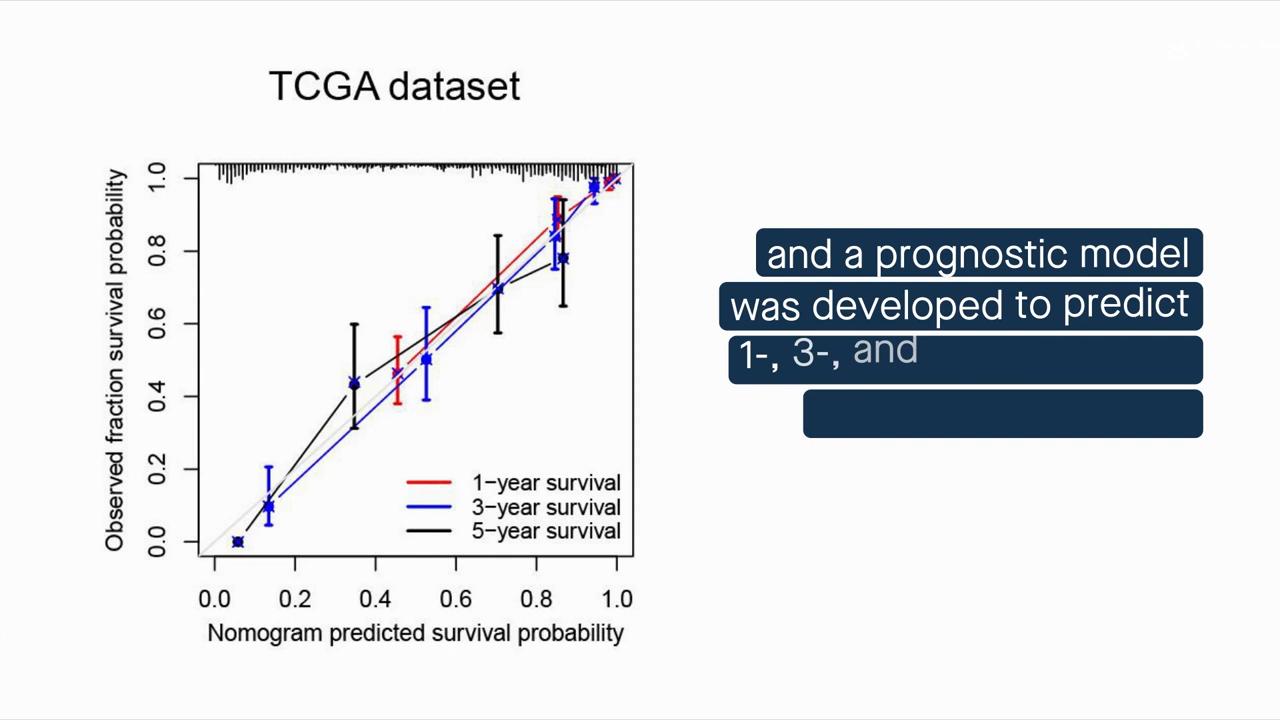 TCGA dataset
Observed fraction survival probability
1.0
0.8
0.6
0.4
0.2
0.0
1−year survival
3−year survival
5−year survival
0.0 0.2 0.4 0.6 0.8 1.0
Nomogram predicted survival probability
and a prognostic model
was developed to predict
1-, 3-, and